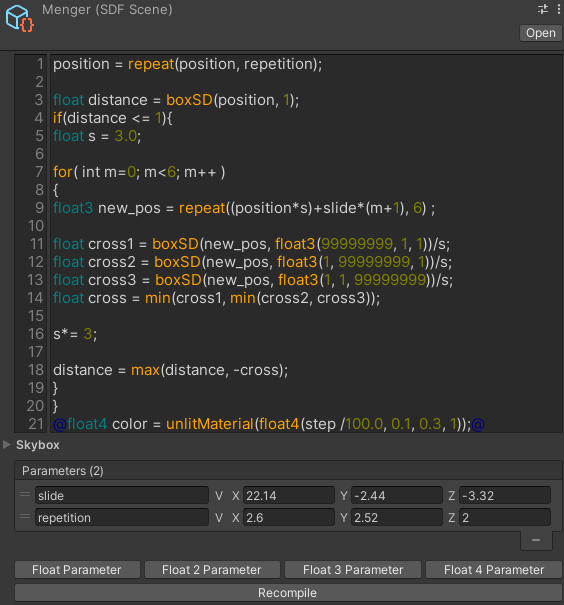 Menger (SDF Scene)
Open
1 position = repeat(position, repetition);
2
3 float distance = boxSD(position, 1);
4 if(distance <= 1){
5 float s = 3.0;
6
7 for( int m=0; m<6; m++ )
8 {
9 float3 new_pos = repeat((position*s)+slide*(m+1), 6) ;
10
11 float cross1 = boxSD(new_pos, float3(99999999, 1, 1))/s;
12 float cross2 = boxSD(new_pos, float3(1, 99999999, 1))/s;
13 float cross3 = boxSD(new_pos, float3(1, 1, 99999999))/s;
14 float cross = min(cross1, min(cross2, cross3));
15
16 s*= 3;
17
18 distance = max(distance, -cross);
19 }
20 }
21 @float4 color = unlitMaterial(float4(step /100.0, 0.1, 0.3, 1));@
Skybox
Parameters (2)
slide V X 22.14 Y -2.44 Z -3.32
repetition V X 2.6 Y 2.52 Z 2
Float Parameter Float 2 Parameter Float 3 Parameter Float 4 Parameter
Recompile